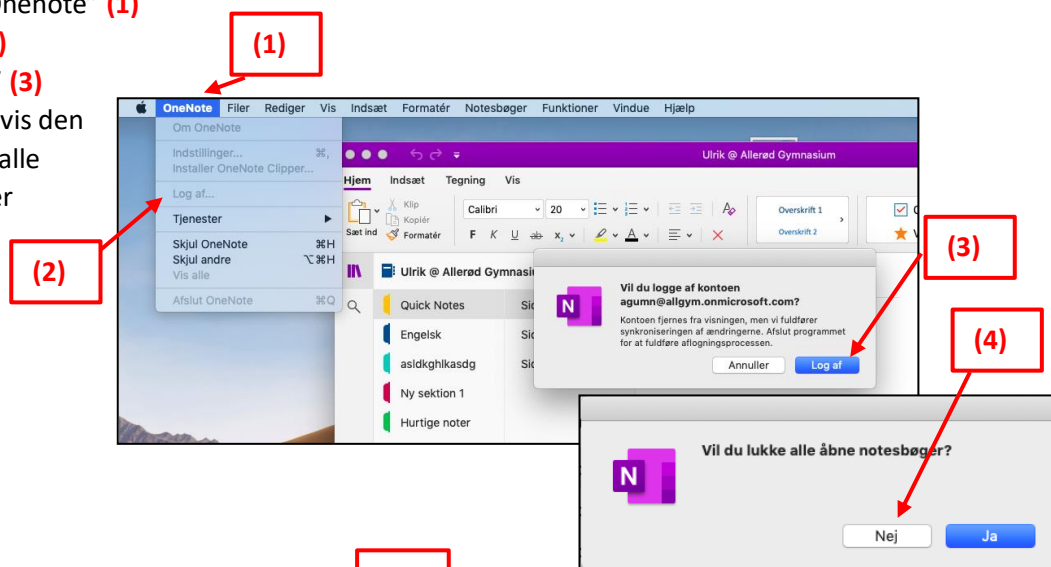 Onenote" (1)
)
" (3)
vis den
alle
er
(1)
OneNote Filer Rediger Vis Indsæt Formatér Notesbøger Funktioner Vindue Hjælp
Om OneNote
Indstillinger... ⌘,
Installer OneNote Clipper...
Log af...
Tjenester
Skjul OneNote ⌘H
Skjul andre ⌥⌘H
Vis alle
Afslut OneNote ⌘Q
(2)
Ulrik @ Allerød Gymnasium
Hjem Indsæt Tegning Vis
Sæt ind
Klip
Kopiér
Formatér
Calibri 20
F K U ab x, A
Overskrift 1
Overskrift 2
Ulrik @ Allerød Gymnasiu
Quick Notes
Engelsk
asldkghlkasdg
Ny sektion 1
Hurtige noter
N
Vil du logge af kontoen
agumn@allgym.onmicrosoft.com?
Kontoen fjernes fra visningen, men vi fuldfører
synkroniseringen af ændringerne. Afslut programmet
for at fuldføre aflogningsprocessen.
Annuller Log af
(3)
(4)
N
Vil du lukke alle åbne notesbøger?
Nej Ja